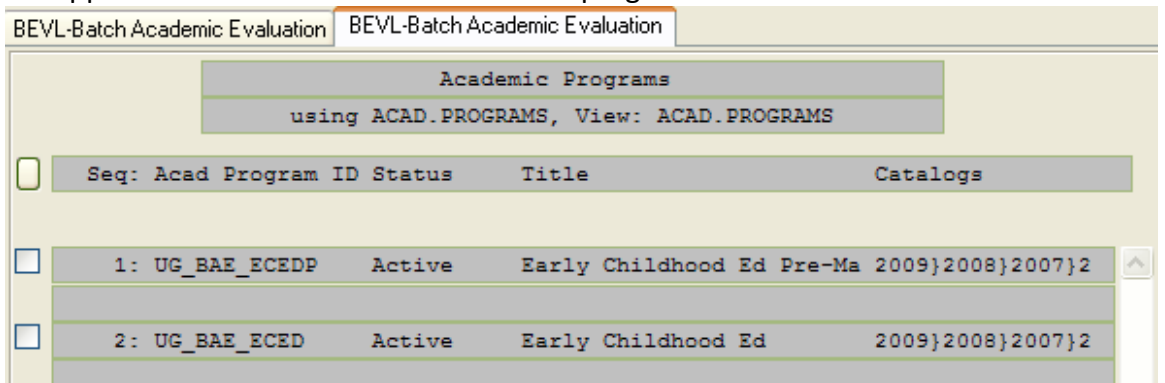 BEVL-Batch Academic Evaluation BEVL-Batch Academic Evaluation
Academic Programs
using ACAD.PROGRAMS, View: ACAD.PROGRAMS
Seq: Acad Program ID Status Title Catalogs
1: UG_BAE_ECEDP Active Early Childhood Ed Pre-Ma 2009}2008}2007}2
2: UG_BAE_ECED Active Early Childhood Ed 2009}2008}2007}2